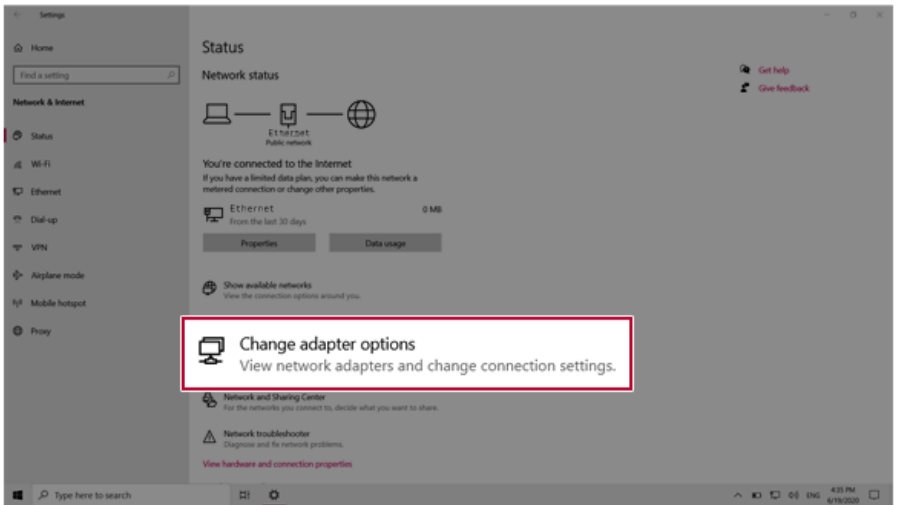 Settings
Home
Find a setting
Network & Internet
Status
Wi-Fi
Ethernet
Dial-up
VPN
Airplane mode
Mobile hotspot
Proxy
Status
Network status
Ethernet
Public network
You're connected to the Internet
If you have a limited data plan, you can make this network a
metered connection or change other properties.
Ethernet
0 MB
From the last 30 days
Properties
Data usage
Show available networks
View the connection options around you.
Change adapter options
View network adapters and change connection settings.
Network and Sharing Center
For the networks you connect to, decide what you want to share.
Network troubleshooter
Diagnose and fix network problems.
View hardware and connection properties
Get help
Give feedback
Type here to search
ENG
4:35 PM
6/19/2020